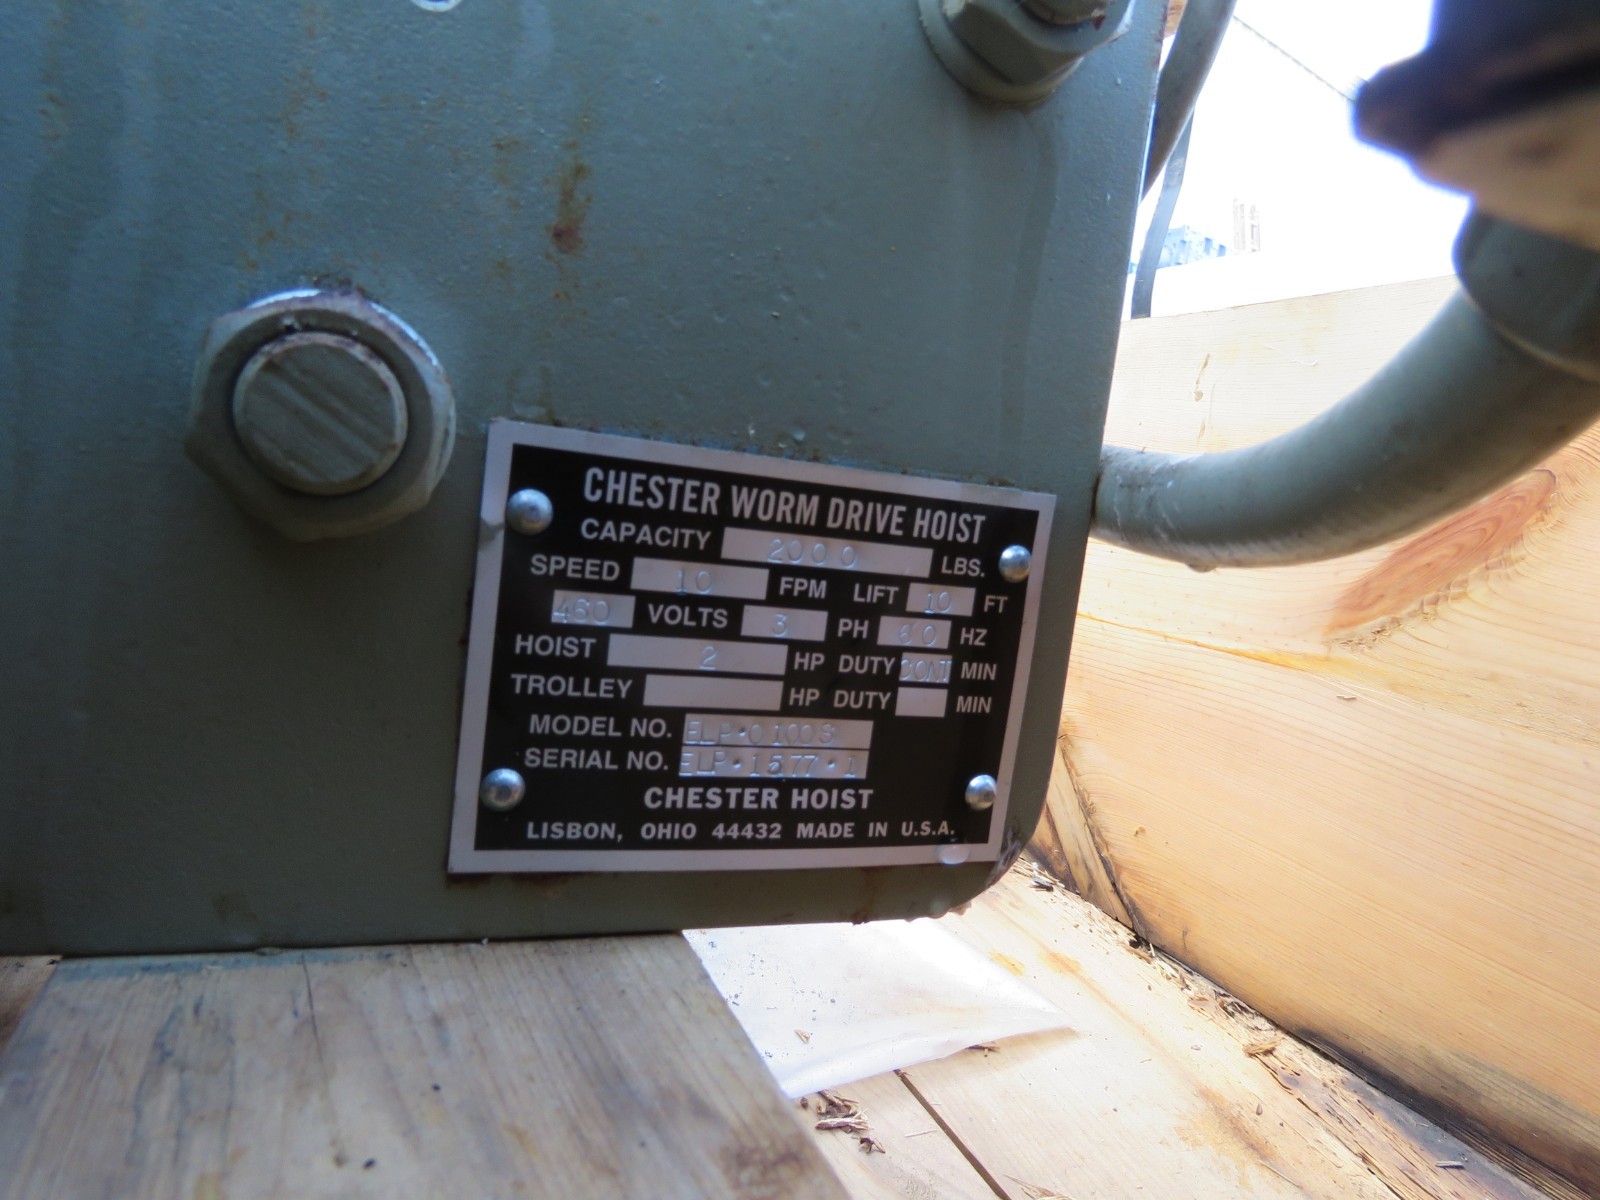 CHESTER WORM DRIVE HOIST
CAPACITY 2000 LBS.
SPEED 10 FPM LIFT 10 FT
460 VOLTS 3 PH 60 HZ
HOIST 2 HP DUTY CONT MIN
TROLLEY HP DUTY MIN
MODEL NO. ELP•01003
SERIAL NO. ELP•1577•1
CHESTER HOIST
LISBON, OHIO 44432 MADE IN U.S.A.